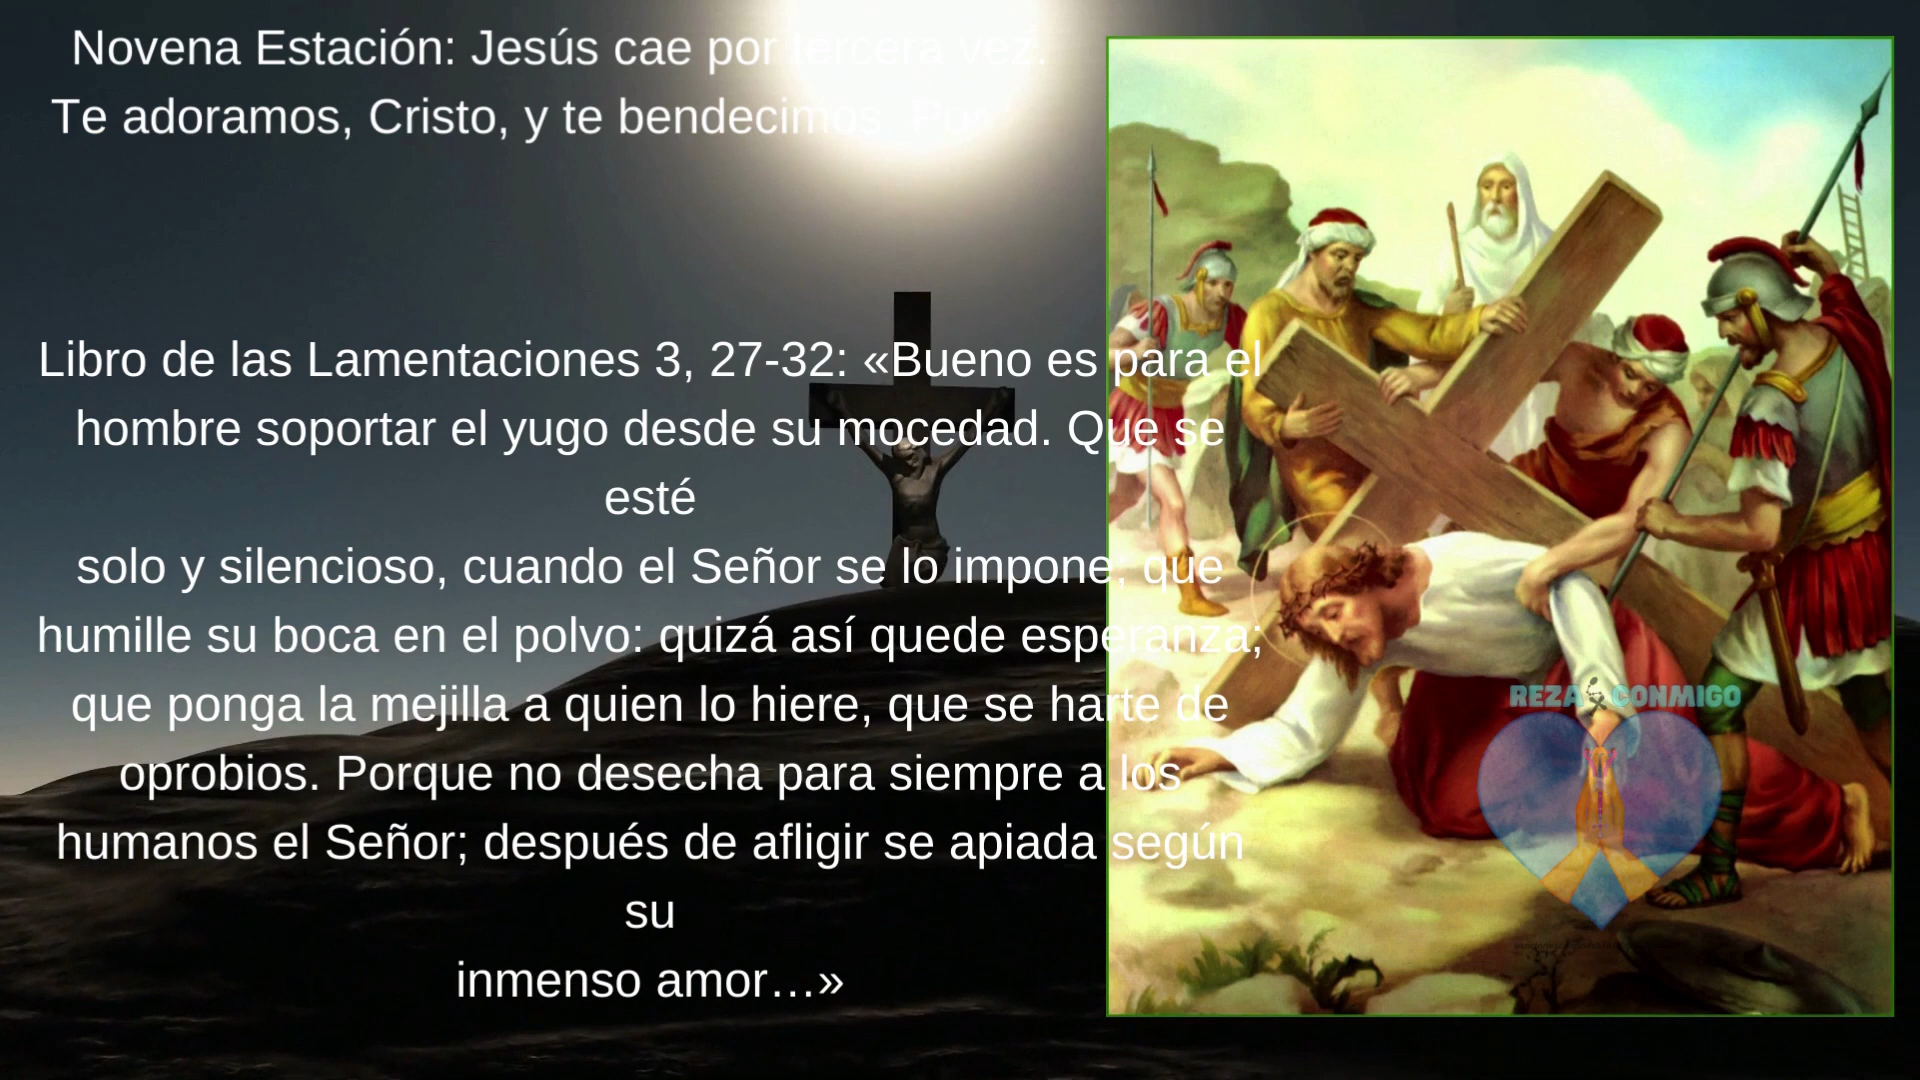 Novena Estación: Jesús cae por tercera vez.
Te adoramos, Cristo, y te bendecimos. Por
Libro de las Lamentaciones 3, 27-32: «Bueno es para el
hombre soportar el yugo desde su mocedad. Que se
esté
solo y silencioso, cuando el Señor se lo impone; que
humille su boca en el polvo: quizá así quede esperanza;
que ponga la mejilla a quien lo hiere, que se harte de
oprobios. Porque no desecha para siempre a los
humanos el Señor; después de afligir se apiada según
su
inmenso amor…»
REZA CONMIGO